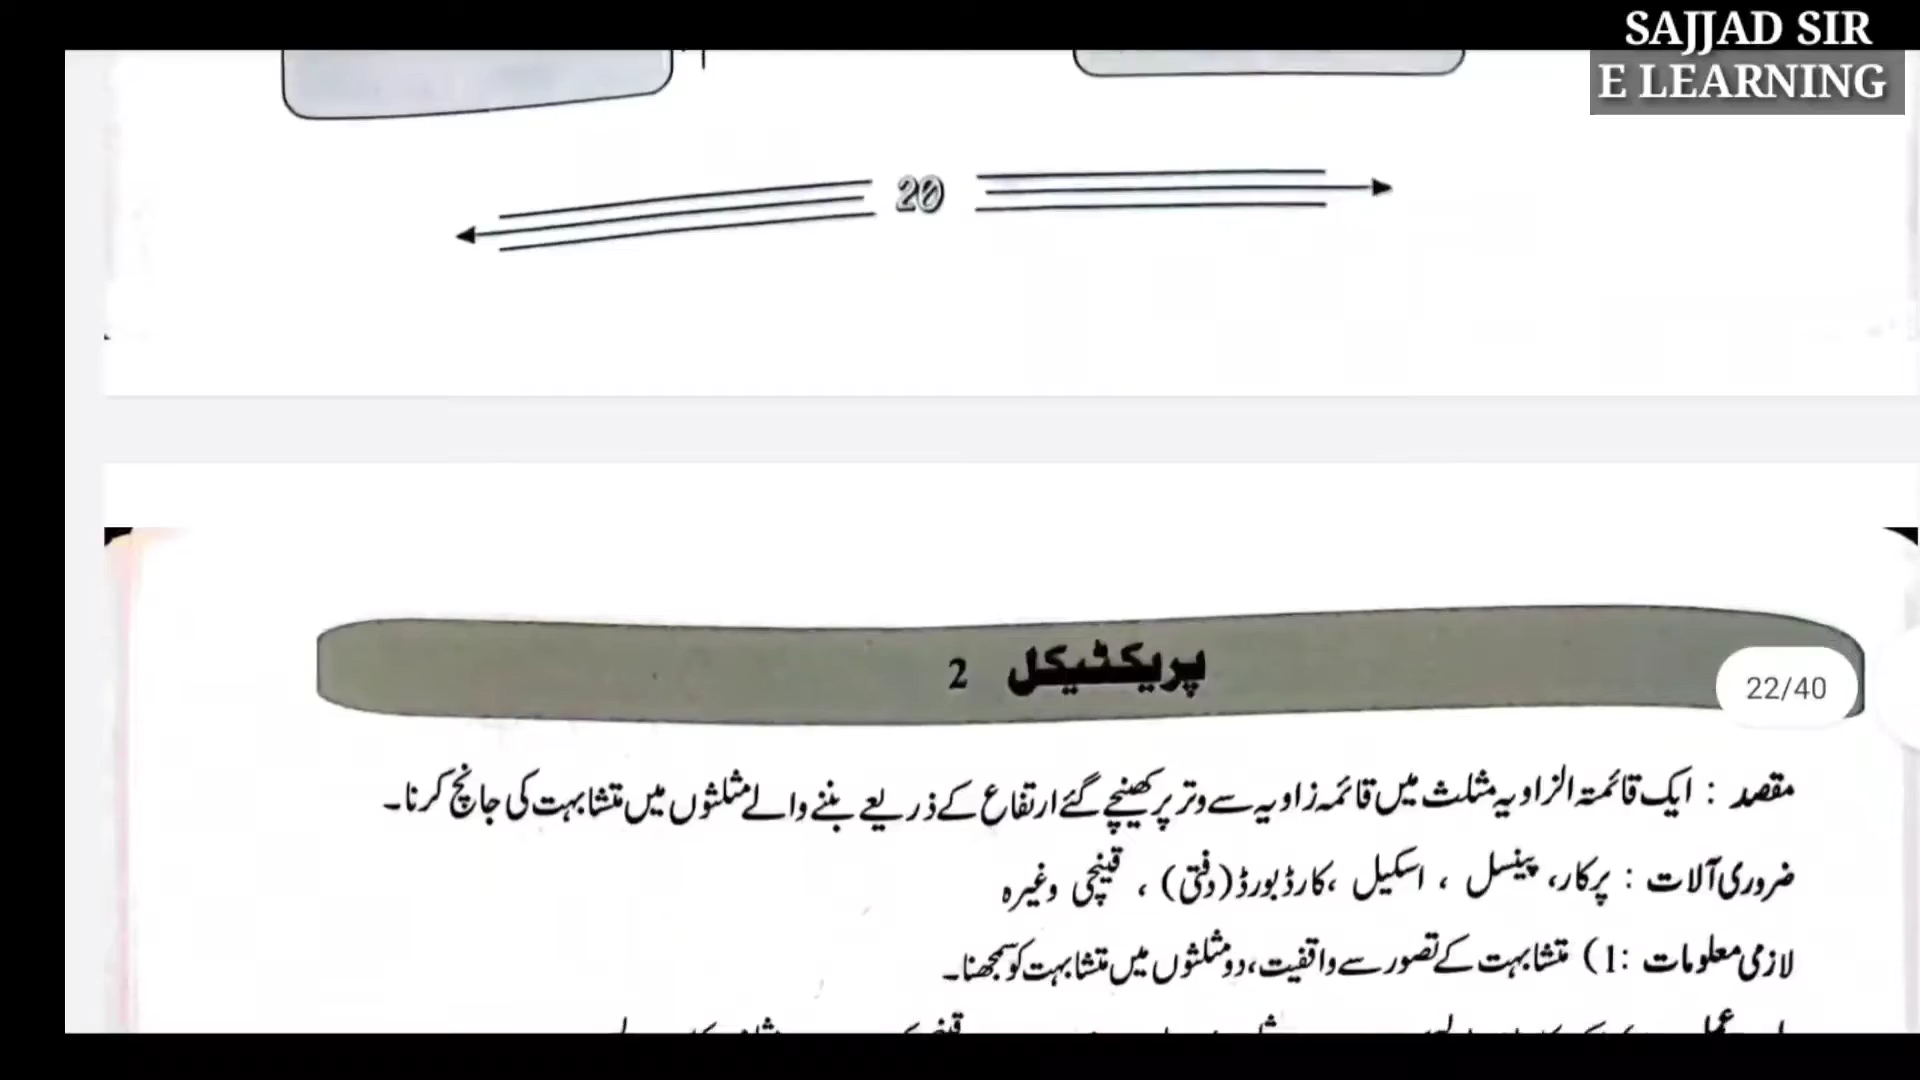 SAJJAD SIR
E LEARNING
20
پریکٹیکل 2
22/40
مقصد : ایک قائمۃ الزاویہ مثلث میں قائمہ زاویہ سے وتر پر کھینچے گئے ارتفاع کے ذریعے بننے والے مثلثوں میں متشابہت کی جانچ کرنا۔
ضروری آلات : پرکار، پینسل ، اسکیل ، کارڈ بورڈ (دفتی) ، قینچی وغیرہ
لازمی معلومات : 1) متشابہت کے تصور سے واقفیت، دو مثلثوں میں متشابہت کو سمجھنا۔